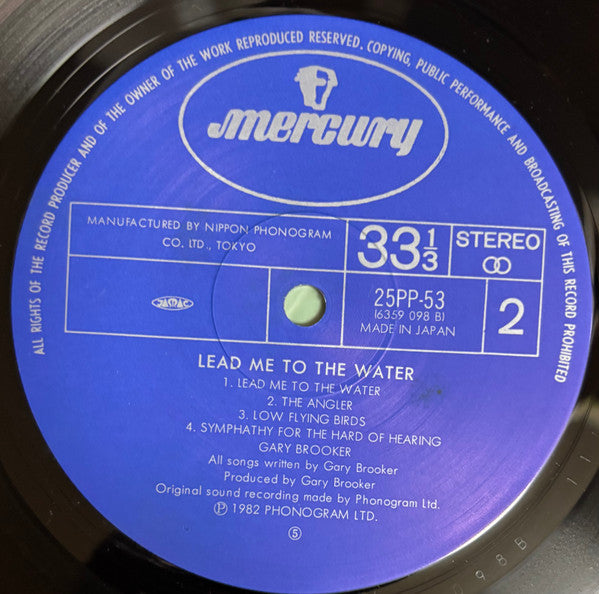 ALL RIGHTS OF THE RECORD PRODUCER AND OF THE OWNER OF THE WORK REPRODUCED RESERVED. COPYING, PUBLIC PERFORMANCE AND BROADCASTING OF THIS RECORD PROHIBITED
mercury
MANUFACTURED BY NIPPON PHONOGRAM
CO. LTD., TOKYO
33 1/3
STEREO
JASRAC
25PP-53
(6359 098 B)
MADE IN JAPAN
2
LEAD ME TO THE WATER
1. LEAD ME TO THE WATER
2. THE ANGLER
3. LOW FLYING BIRDS
4. SYMPHATHY FOR THE HARD OF HEARING
GARY BROOKER
All songs written by Gary Brooker
Produced by Gary Brooker
Original sound recording made by Phonogram Ltd.
Ⓟ 1982 PHONOGRAM LTD.
⑤